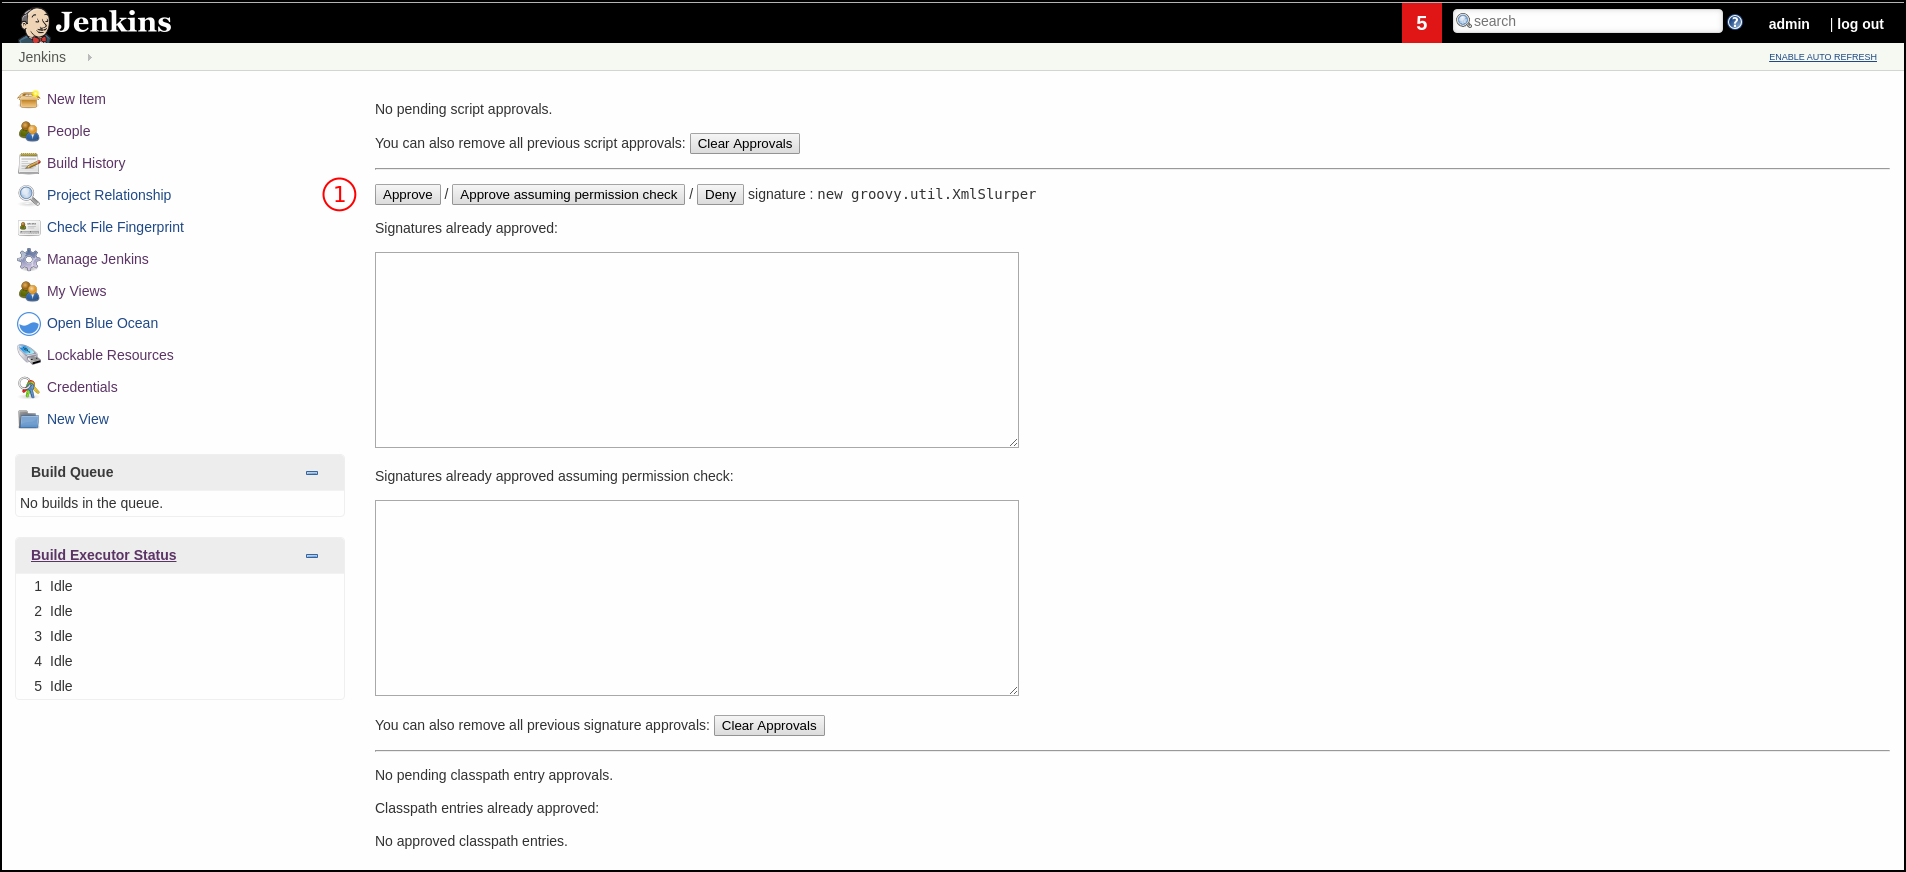 Jenkins
5
search
admin
| log out
Jenkins
ENABLE AUTO REFRESH
New Item
People
Build History
Project Relationship
Check File Fingerprint
Manage Jenkins
My Views
Open Blue Ocean
Lockable Resources
Credentials
New View
Build Queue
No builds in the queue.
Build Executor Status
1 Idle
2 Idle
3 Idle
4 Idle
5 Idle
No pending script approvals.
You can also remove all previous script approvals: Clear Approvals
1
Approve / Approve assuming permission check / Deny signature : new groovy.util.XmlSlurper
Signatures already approved:
Signatures already approved assuming permission check:
You can also remove all previous signature approvals: Clear Approvals
No pending classpath entry approvals.
Classpath entries already approved:
No approved classpath entries.